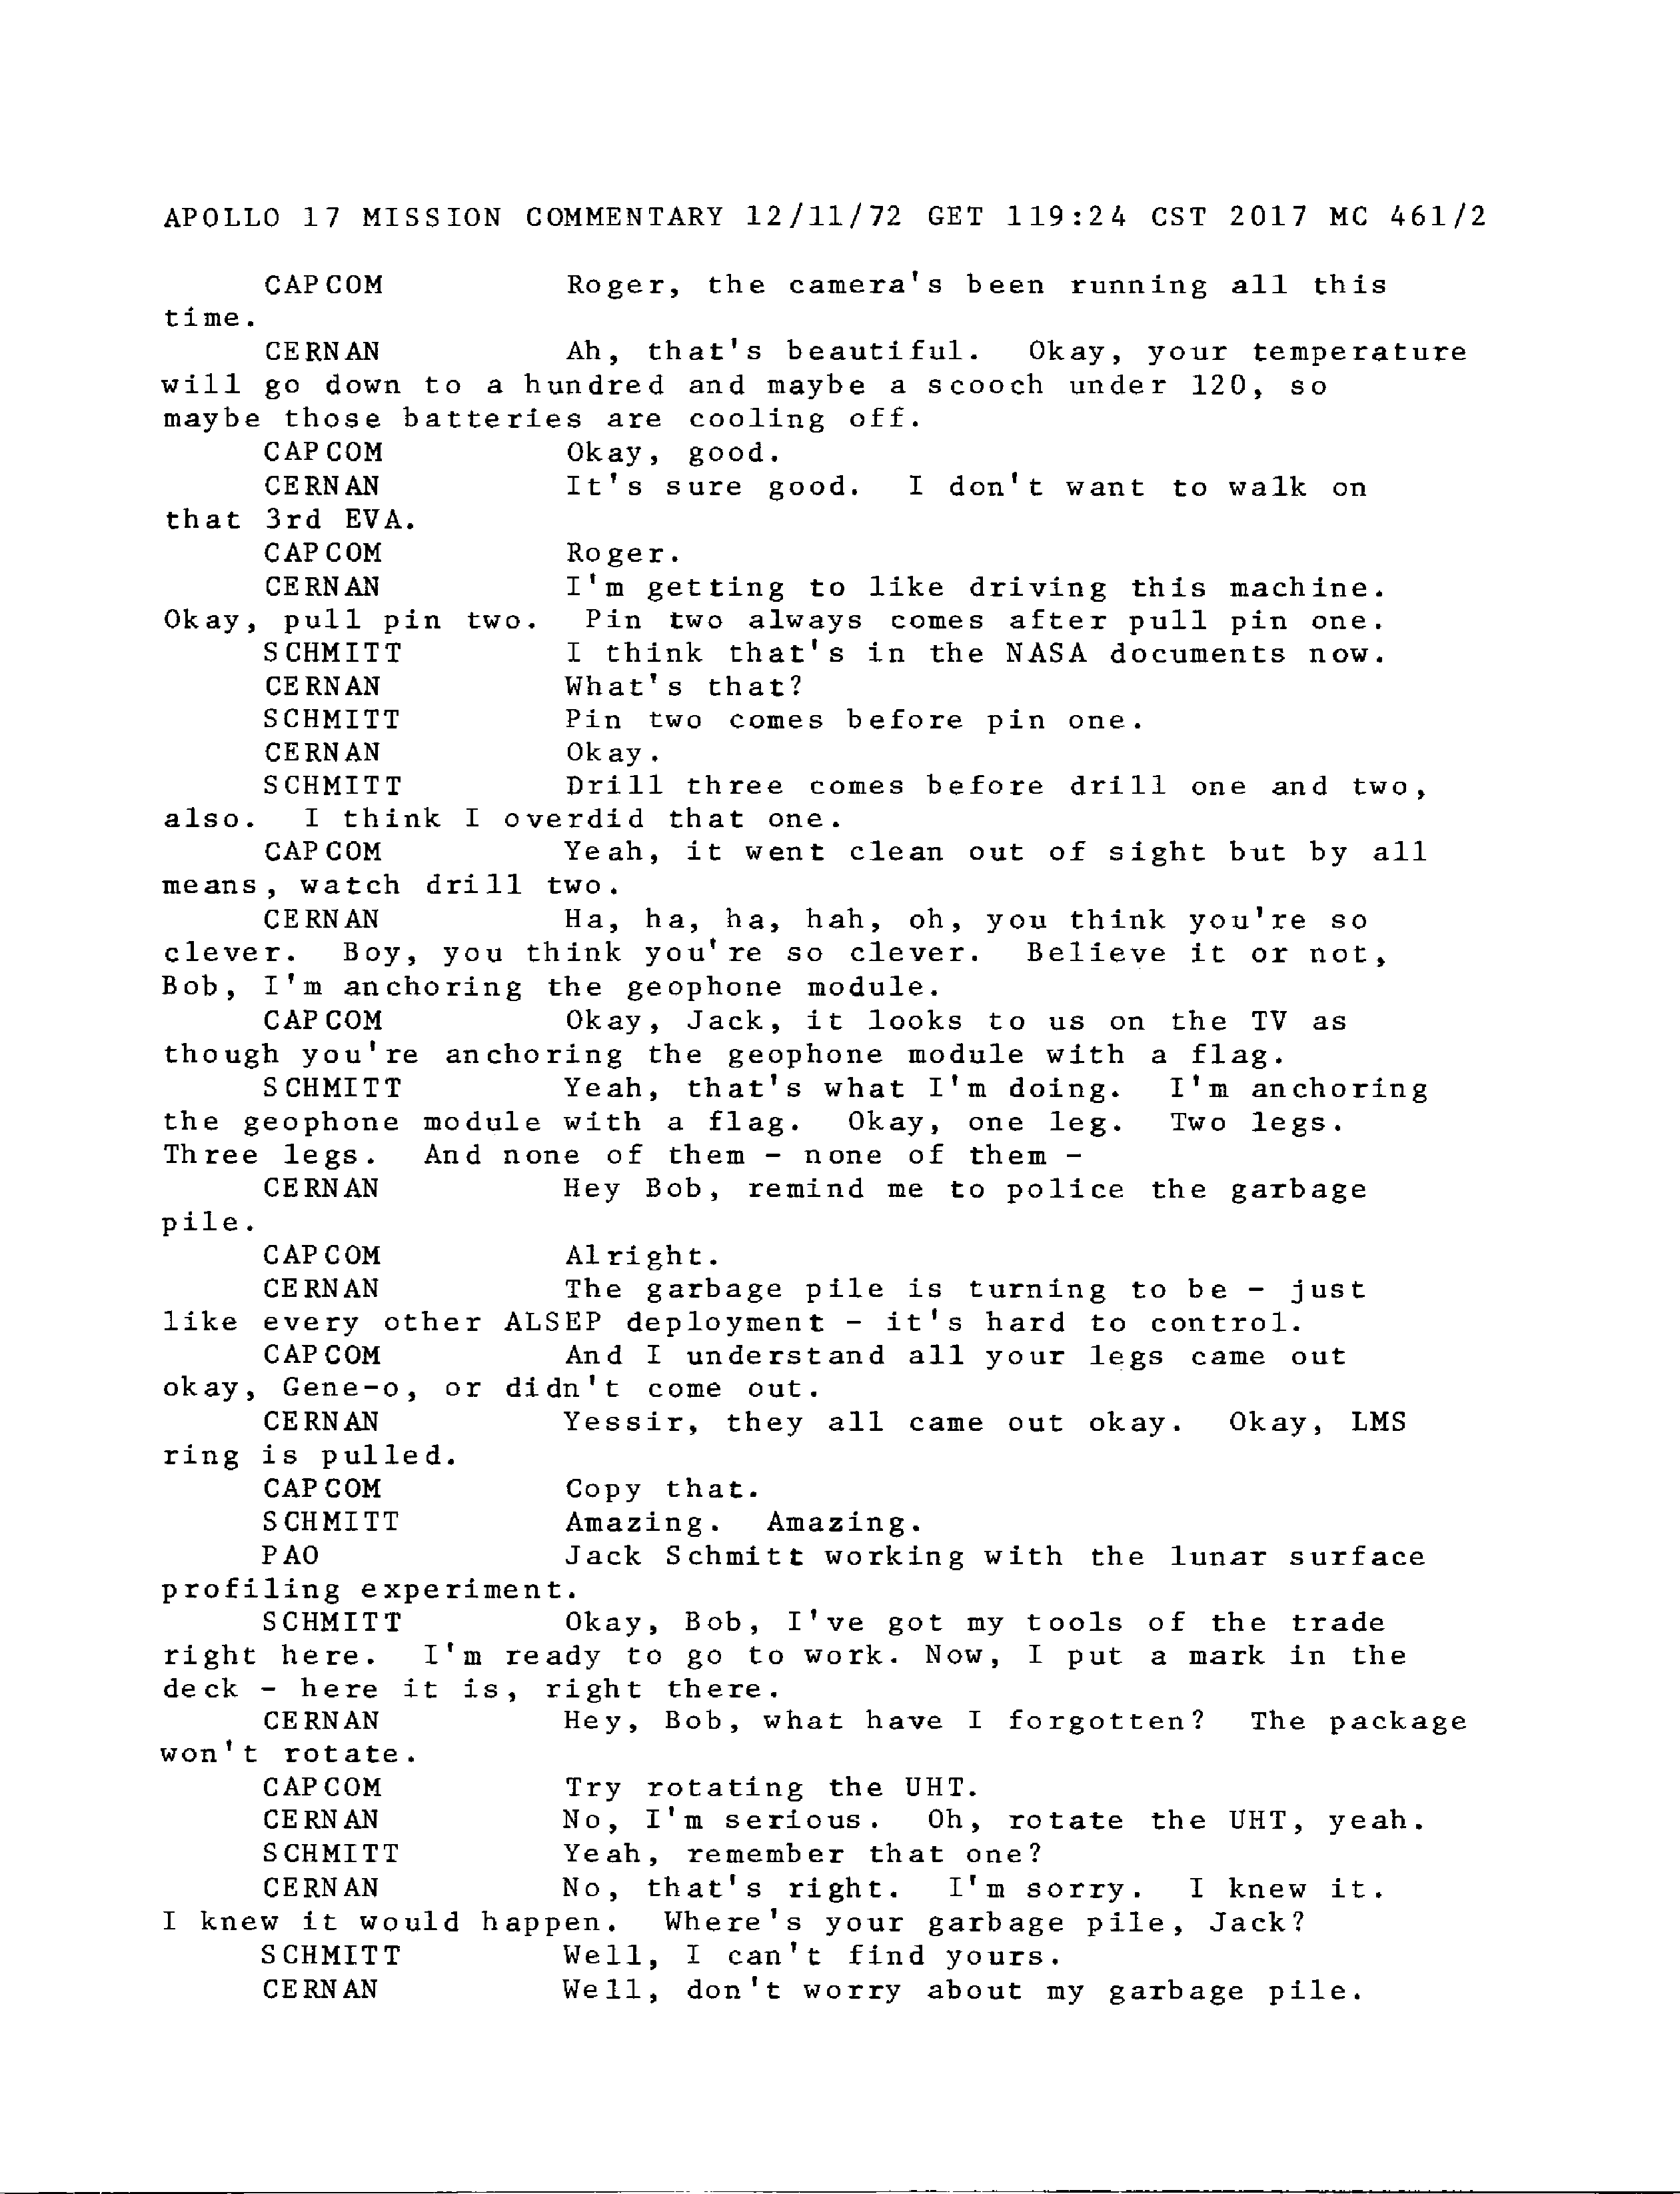 APOLLO 17 MISSION COMMENTARY 12/11/72 GET 119:24 CST 2017 MC 461/2
CAPCOM Roger, the camera's been running all this
time.
CERNAN Ah, that's beautiful. Okay, your temperature
will go down to a hundred and maybe a scooch under 120, so
maybe those batteries are cooling off.
CAPCOM Okay, good.
CERNAN It's sure good. I don't want to walk on
that 3rd EVA.
CAPCOM Roger.
CERNAN I'm getting to like driving this machine.
Okay, pull pin two. Pin two always comes after pull pin one.
SCHMITT I think that's in the NASA documents now.
CERNAN What's that?
SCHMITT Pin two comes before pin one.
CERNAN Okay.
SCHMITT Drill three comes before drill one and two,
also. I think I overdid that one.
CAPCOM Yeah, it went clean out of sight but by all
means, watch drill two.
CERNAN Ha, ha, ha, hah, oh, you think you're so
clever. Boy, you think you're so clever. Believe it or not,
Bob, I'm anchoring the geophone module.
CAPCOM Okay, Jack, it looks to us on the TV as
though you're anchoring the geophone module with a flag.
SCHMITT Yeah, that's what I'm doing. I'm anchoring
the geophone module with a flag. Okay, one leg. Two legs.
Three legs. And none of them - none of them -
CERNAN Hey Bob, remind me to police the garbage
pile.
CAPCOM Alright.
CERNAN The garbage pile is turning to be - just
like every other ALSEP deployment - it's hard to control.
CAPCOM And I understand all your legs came out
okay, Gene-o, or didn't come out.
CERNAN Yessir, they all came out okay. Okay, LMS
ring is pulled.
CAPCOM Copy that.
SCHMITT Amazing. Amazing.
PAO Jack Schmitt working with the lunar surface
profiling experiment.
SCHMITT Okay, Bob, I've got my tools of the trade
right here. I'm ready to go to work. Now, I put a mark in the
deck - here it is, right there.
CERNAN Hey, Bob, what have I forgotten? The package
won't rotate.
CAPCOM Try rotating the UHT.
CERNAN No, I'm serious. Oh, rotate the UHT, yeah.
SCHMITT Yeah, remember that one?
CERNAN No, that's right. I'm sorry. I knew it.
I knew it would happen. Where's your garbage pile, Jack?
SCHMITT Well, I can't find yours.
CERNAN Well, don't worry about my garbage pile.